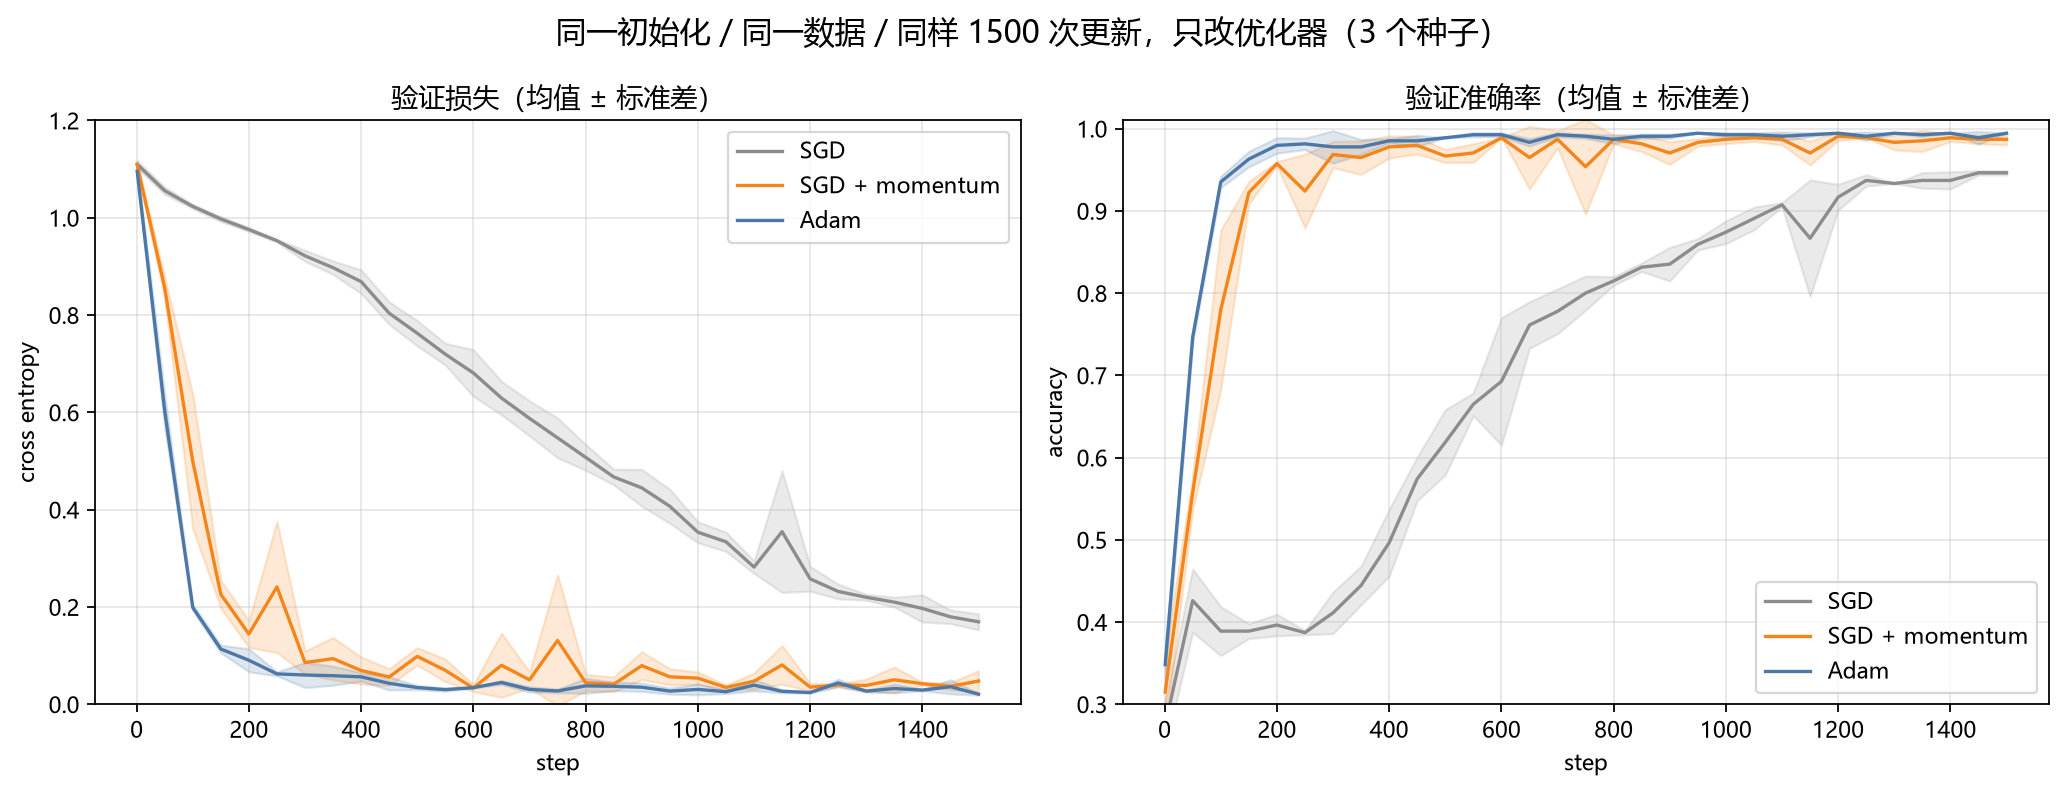 同一初始化 / 同一数据 / 同样 1500 次更新，只改优化器（3 个种子）
验证损失（均值 ± 标准差）
cross entropy
1.2
1.0
0.8
0.6
0.4
0.2
0.0
SGD
SGD + momentum
Adam
0 200 400 600 800 1000 1200 1400
step
验证准确率（均值 ± 标准差）
accuracy
1.0
0.9
0.8
0.7
0.6
0.5
0.4
0.3
SGD
SGD + momentum
Adam
0 200 400 600 800 1000 1200 1400
step